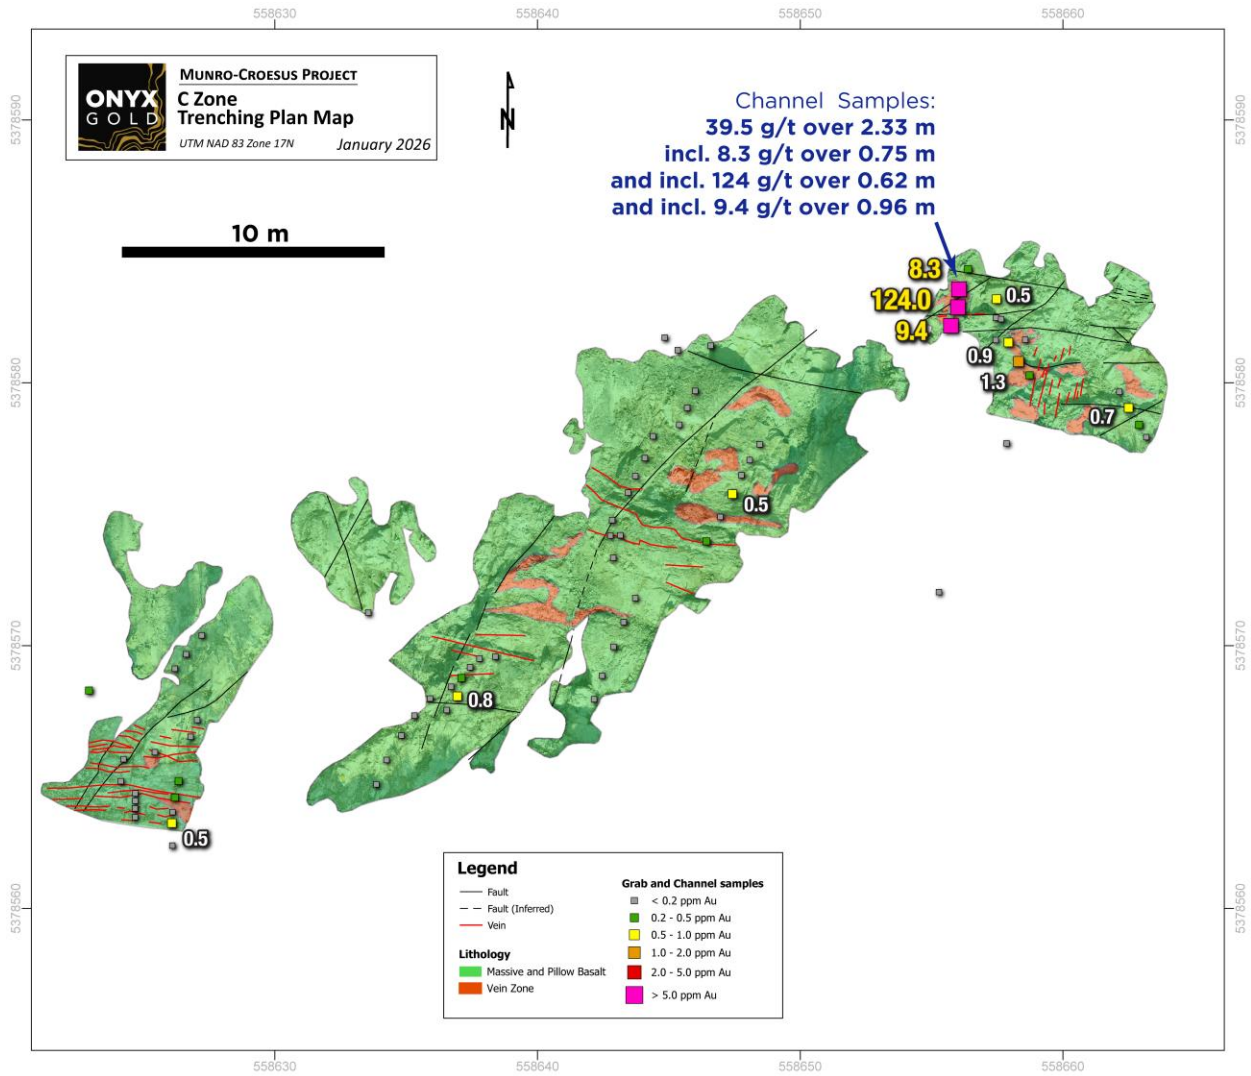 558630 558640 558650 558660
ONYX
GOLD
MUNRO-CROESUS PROJECT
C Zone
Trenching Plan Map
UTM NAD 83 Zone 17N January 2026
N
10 m
Channel Samples:
39.5 g/t over 2.33 m
incl. 8.3 g/t over 0.75 m
and incl. 124 g/t over 0.62 m
and incl. 9.4 g/t over 0.96 m
5378590 5378590
8.3
0.5
124.0
9.4
0.9
1.3
5378580 5378580
0.7
0.5
5378570 5378570
0.8
0.5
5378560 5378560
Legend
Fault
Fault (Inferred)
Vein
Lithology
Massive and Pillow Basalt
Vein Zone
Grab and Channel samples
< 0.2 ppm Au
0.2 - 0.5 ppm Au
0.5 - 1.0 ppm Au
1.0 - 2.0 ppm Au
2.0 - 5.0 ppm Au
> 5.0 ppm Au
558630 558640 558650 558660